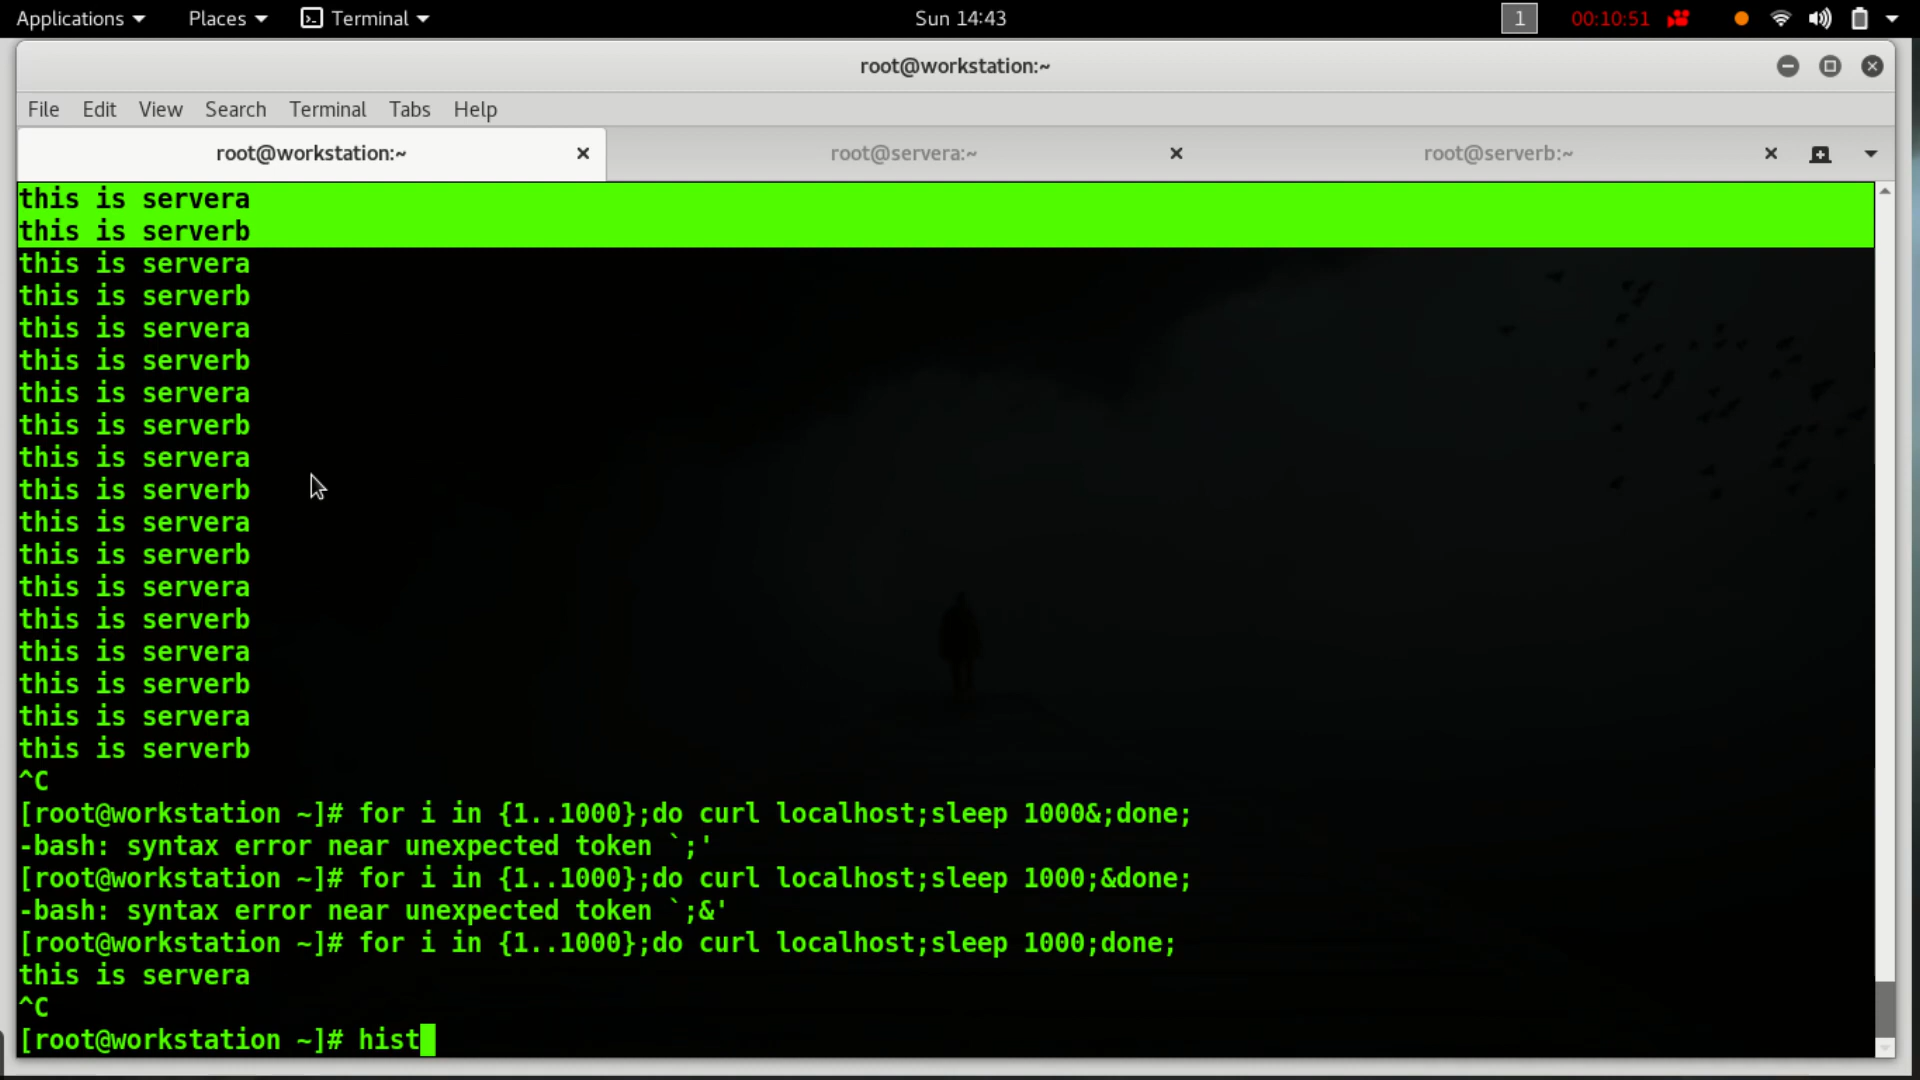 Applications Places Terminal Sun 14:43 1 00:10:51
root@workstation:~
File Edit View Search Terminal Tabs Help
root@workstation:~ root@servera:~ root@serverb:~
this is servera
this is serverb
this is servera
this is serverb
this is servera
this is serverb
this is servera
this is serverb
this is servera
this is serverb
this is servera
this is serverb
this is servera
this is serverb
this is servera
this is serverb
this is servera
this is serverb
^C
[root@workstation ~]# for i in {1..1000};do curl localhost;sleep 1000&;done;
-bash: syntax error near unexpected token `;'
[root@workstation ~]# for i in {1..1000};do curl localhost;sleep 1000;&done;
-bash: syntax error near unexpected token `;&'
[root@workstation ~]# for i in {1..1000};do curl localhost;sleep 1000;done;
this is servera
^C
[root@workstation ~]# hist